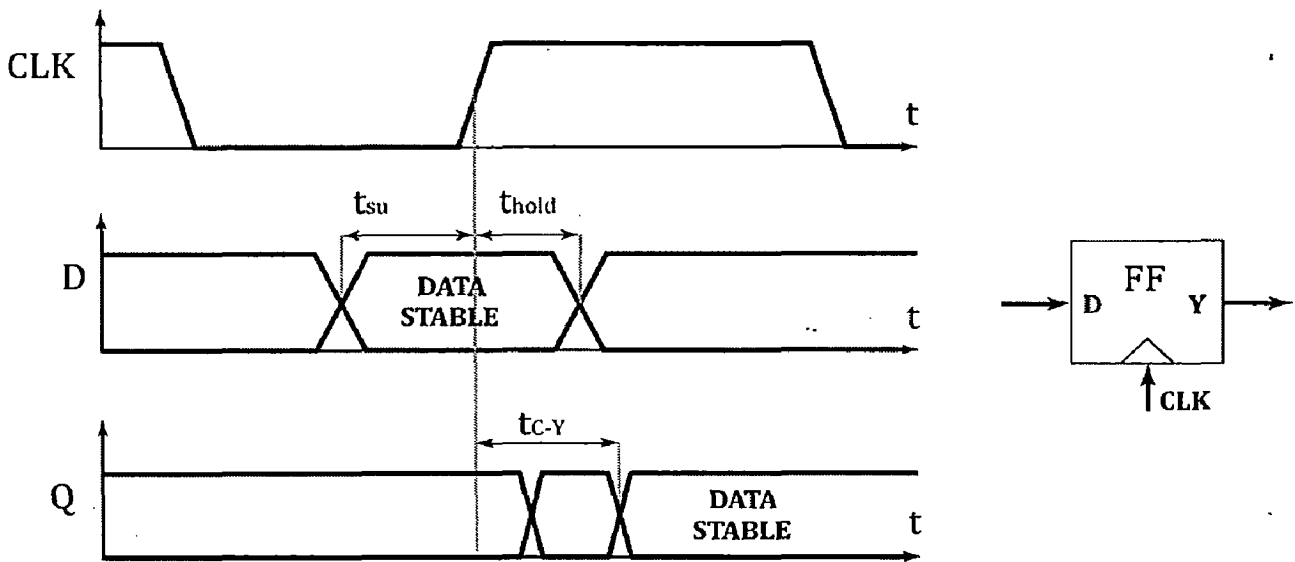 CLK
t
tsu
thold
D
DATA
STABLE
t
tC-Y
Q
DATA
STABLE
t
FF
D Y
CLK